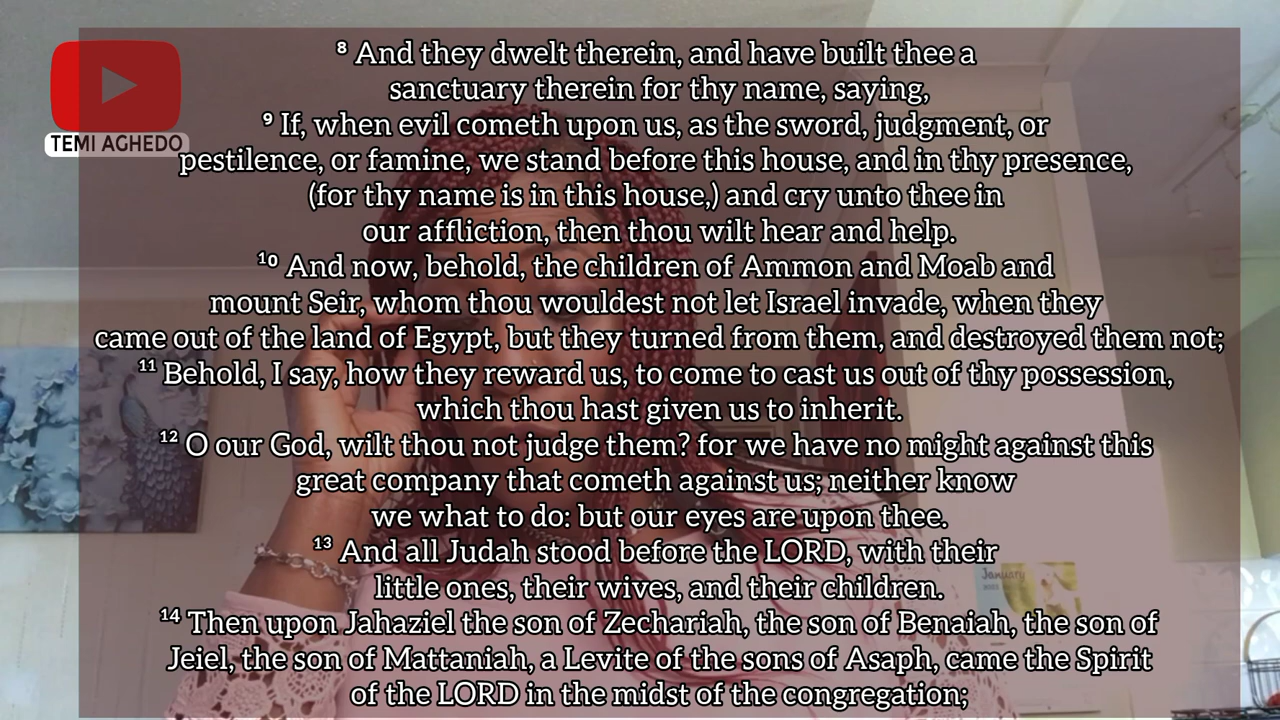 TEMI AGHEDO
⁸ And they dwelt therein, and have built thee a
sanctuary therein for thy name, saying,
⁹ If, when evil cometh upon us, as the sword, judgment, or
pestilence, or famine, we stand before this house, and in thy presence,
(for thy name is in this house,) and cry unto thee in
our affliction, then thou wilt hear and help.
¹⁰ And now, behold, the children of Ammon and Moab and
mount Seir, whom thou wouldest not let Israel invade, when they
came out of the land of Egypt, but they turned from them, and destroyed them not;
¹¹ Behold, I say, how they reward us, to come to cast us out of thy possession,
which thou hast given us to inherit.
¹² O our God, wilt thou not judge them? for we have no might against this
great company that cometh against us; neither know
we what to do: but our eyes are upon thee.
¹³ And all Judah stood before the LORD, with their
little ones, their wives, and their children.
January
¹⁴ Then upon Jahaziel the son of Zechariah, the son of Benaiah, the son of
Jeiel, the son of Mattaniah, a Levite of the sons of Asaph, came the Spirit
of the LORD in the midst of the congregation;